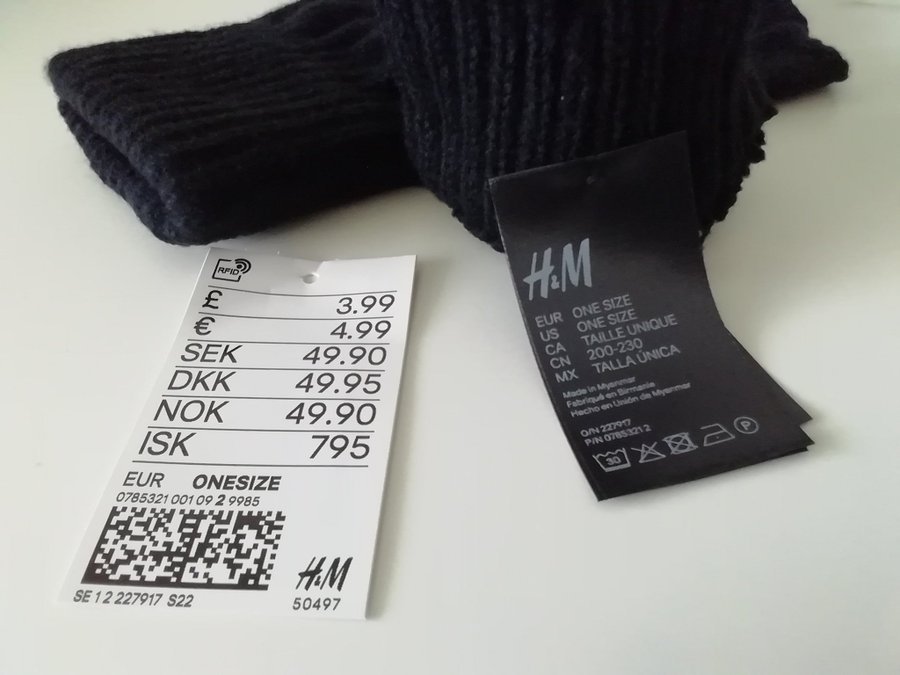 RFID
£ 3.99
€ 4.99
SEK 49.90
DKK 49.95
NOK 49.90
ISK 795
EUR ONESIZE
0785321 001 09 2 9985
H&M
SE 1 2 227917 S22
50497
H&M
EUR ONE SIZE
US ONE SIZE
CA TAILLE UNIQUE
CN 200-230
MX TALLA ÚNICA
Made in Myanmar
Fabriqué en Birmanie
Hecho en Unión de Myanmar
O/N 227917
P/N 0785321 2
30 P